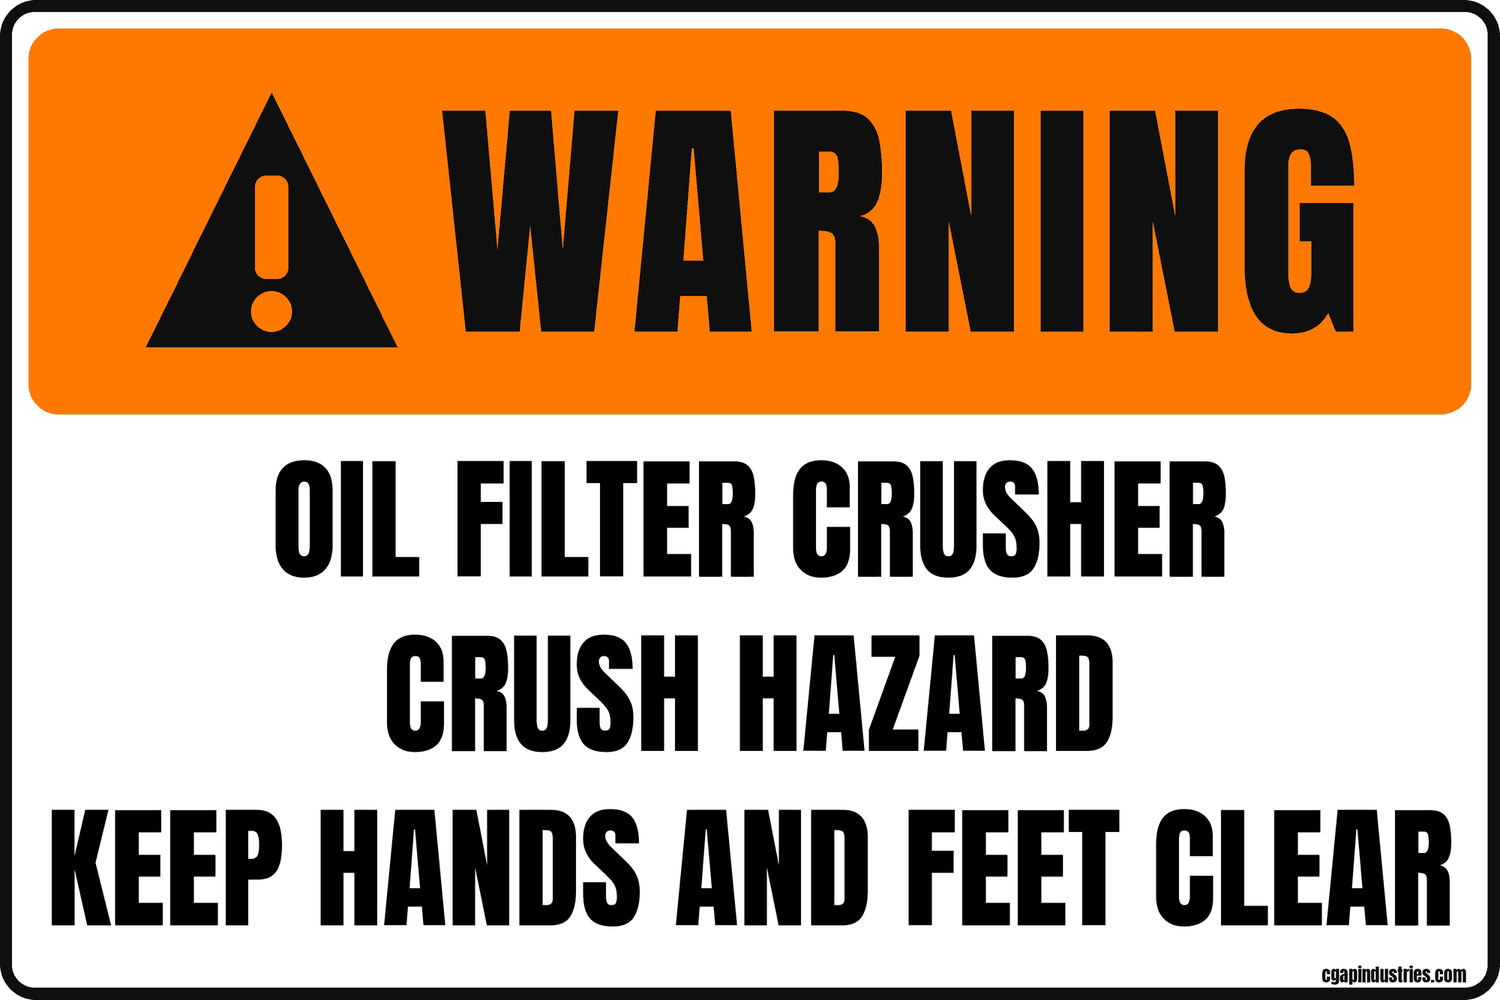 WARNING
OIL FILTER CRUSHER
CRUSH HAZARD
KEEP HANDS AND FEET CLEAR
cgapindustries.com